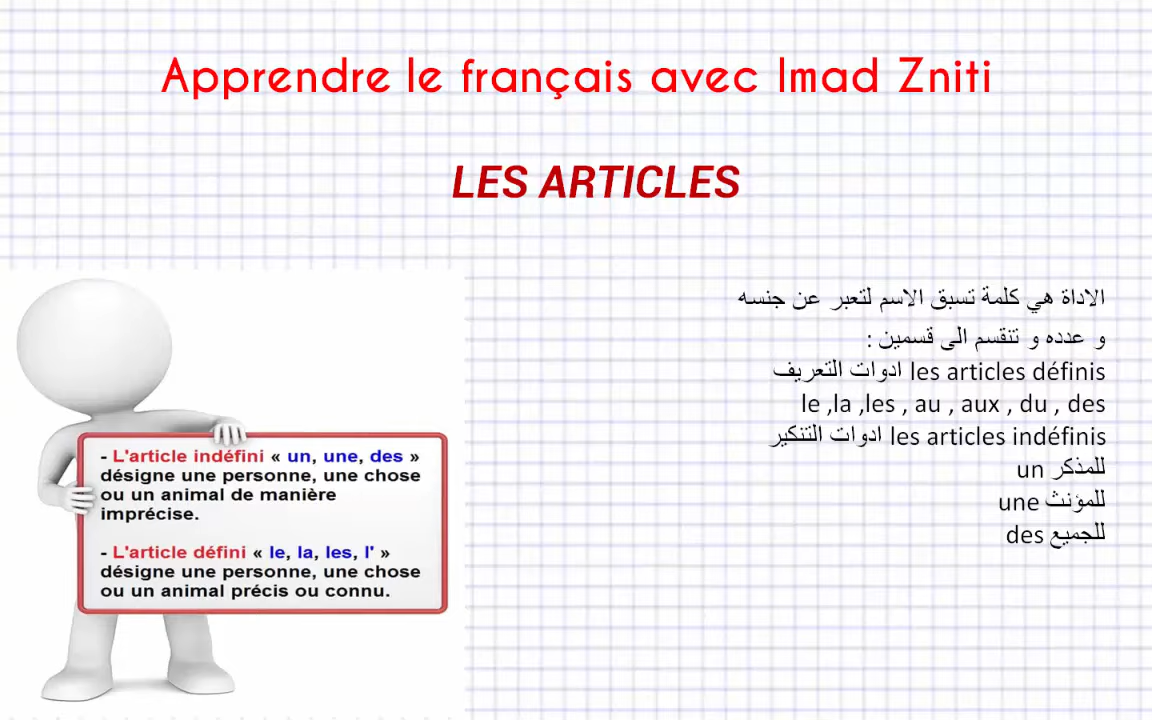 Apprendre le français avec Imad Zniti
LES ARTICLES
الاداة هي كلمة تسبق الاسم لتعبر عن جنسه
و عدده و تنقسم الى قسمين :
les articles définis ادوات التعريف
le ,la ,les , au , aux , du , des
les articles indéfinis ادوات التنكير
للمذكر un
للمؤنث une
للجميع des
- L'article indéfini « un, une, des »
désigne une personne, une chose
ou un animal de manière
imprécise.
- L'article défini « le, la, les, l' »
désigne une personne, une chose
ou un animal précis ou connu.